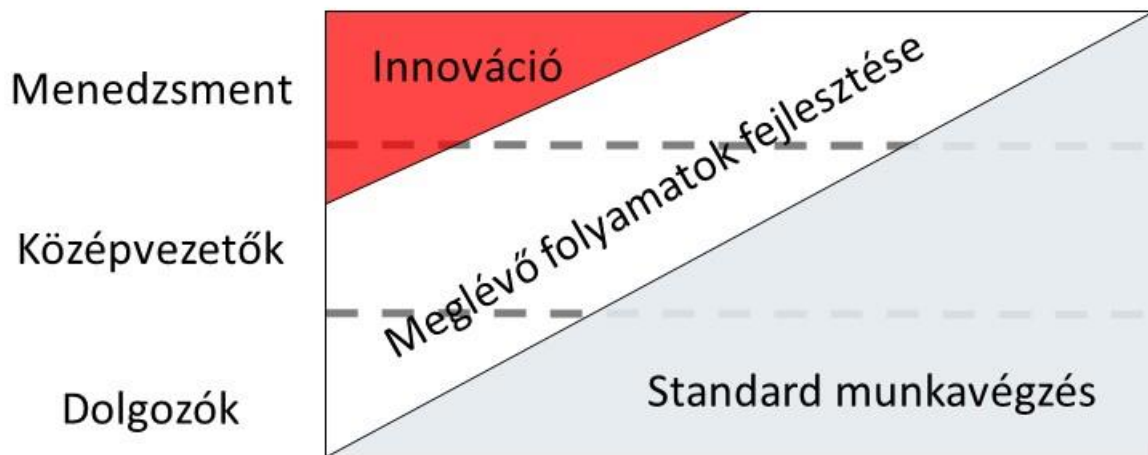 Innováció
Menedzsment
Meglévő folyamatok fejlesztése
Középvezetők
Standard munkavégzés
Dolgozók